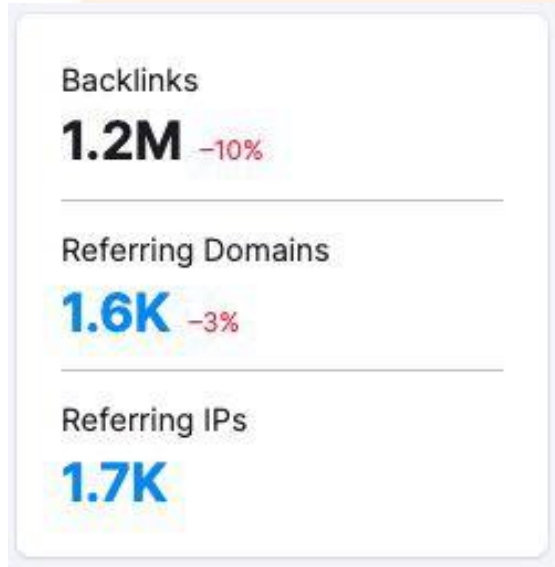 Backlinks
1.2M –10%
Referring Domains
1.6K –3%
Referring IPs
1.7K